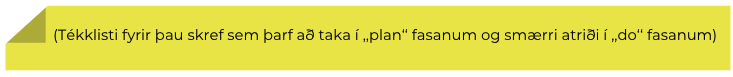 (Tékklisti fyrir þau skref sem þarf að taka í „plan“ fasanum og smærri atriði í „do“ fasanum)